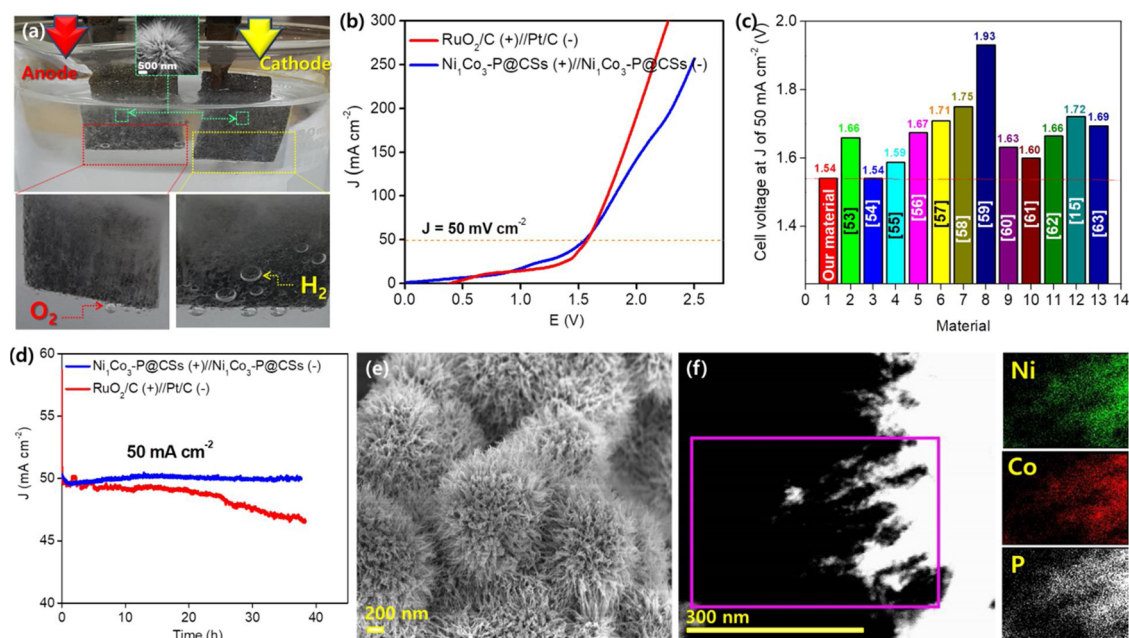 (a)
Anode
Cathode
500 nm
O₂
H₂
(b)
RuO₂/C (+)//Pt/C (-)
Ni₁Co₃-P@CSs (+)//Ni₁Co₃-P@CSs (-)
J = 50 mV cm⁻²
J (mA cm⁻²)
300
250
200
150
100
50
0
0.0 0.5 1.0 1.5 2.0 2.5
E (V)
(c)
Cell voltage at J of 50 mA cm⁻²
2.0
1.8
1.6
1.4
1.54
1.66
1.54
1.59
1.67
1.71
1.75
1.93
1.63
1.60
1.66
1.72
1.69
Our material
[53]
[54]
[55]
[56]
[57]
[58]
[59]
[60]
[61]
[62]
[15]
[63]
0 1 2 3 4 5 6 7 8 9 10 11 12 13 14
Material
(d)
Ni₁Co₃-P@CSs (+)//Ni₁Co₃-P@CSs (-)
RuO₂/C (+)//Pt/C (-)
50 mA cm⁻²
J (mA cm⁻²)
60
55
50
45
40
0 10 20 30 40
Time (h)
(e)
200 nm
(f)
300 nm
Ni
Co
P